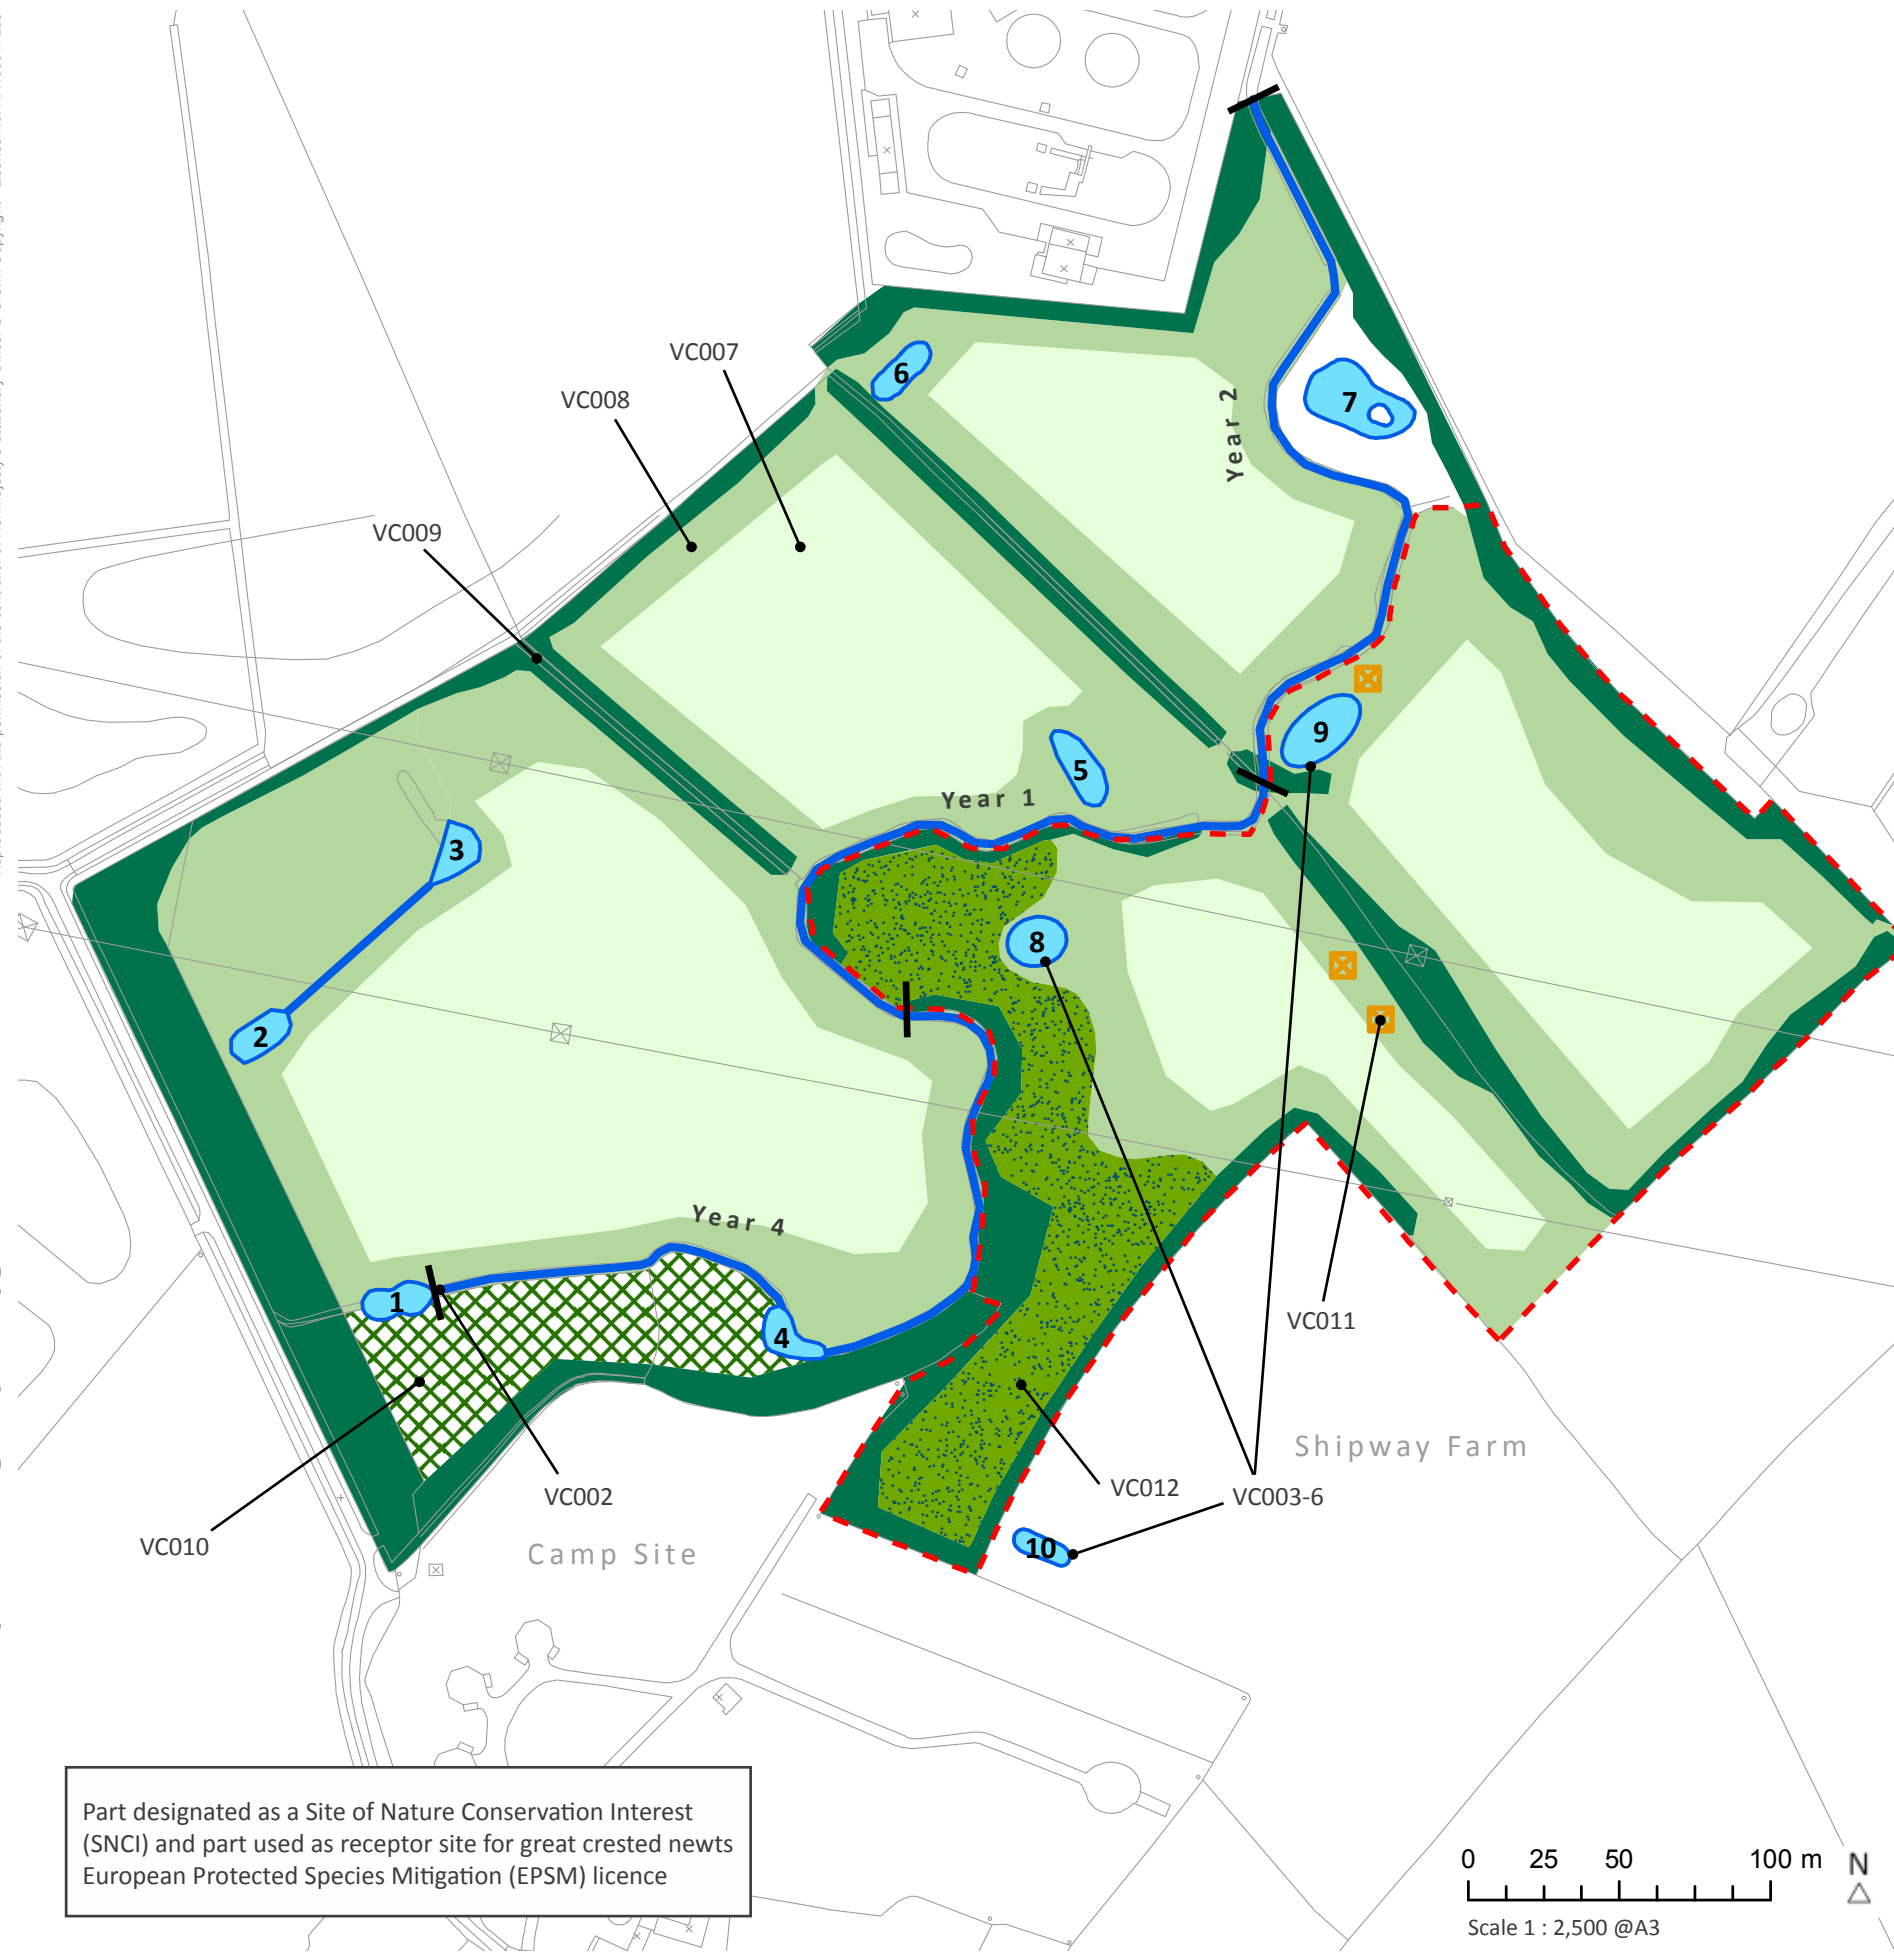 6
7
VC007
Year 2
VC008
VC009
9
5
Year 1
3
8
2
Year 4
1
4
VC011
Shipway Farm
VC012
VC002
VC003-6
VC010
Camp Site
10
Part designated as a Site of Nature Conservation Interest
(SNCI) and part used as receptor site for great crested newts
European Protected Species Mitigation (EPSM) licence
0 25 50 100 m
N
Scale 1 : 2,500 @A3